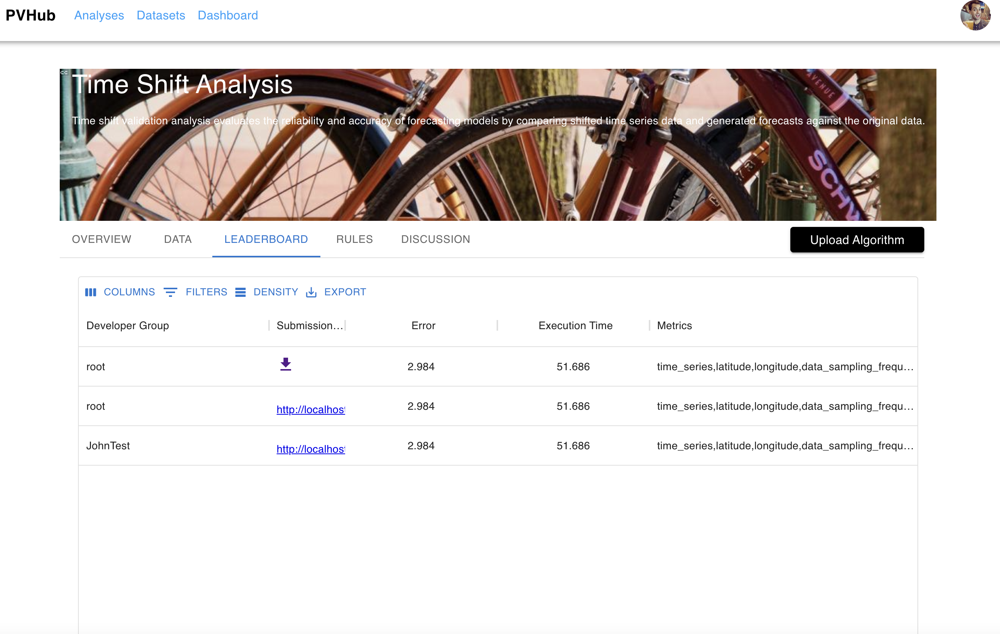 PVHub Analyses Datasets Dashboard
cc
Time Shift Analysis
AVENUE
Time shift validation analysis evaluates the reliability and accuracy of forecasting models by comparing shifted time series data and generated forecasts against the original data.
SCHW
OVERVIEW DATA LEADERBOARD RULES DISCUSSION Upload Algorithm
COLUMNS FILTERS DENSITY EXPORT
Developer Group Submission... Error Execution Time Metrics
root 2.984 51.686 time_series,latitude,longitude,data_sampling_frequ...
root http://localhost 2.984 51.686 time_series,latitude,longitude,data_sampling_frequ...
JohnTest http://localhost 2.984 51.686 time_series,latitude,longitude,data_sampling_frequ...